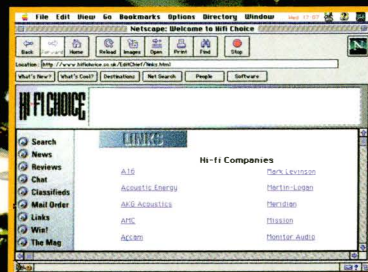 File Edit View Go Bookmarks Options Directory Window
Netscape: Welcome to Hifi Choice
Back Forward Home Reload Images Open Print Find Stop
N
Location: http://www.hifichoice.co.uk/EditChief/links.html
What's New? What's Cool? Destinations Net Search People Software
HI-FI CHOICE
LINKS
Search
News
Reviews
Chat
Classifieds
Mail Order
Links
Win!
The Mag
Hi-fi Companies
A16 Mark Levinson
Acoustic Energy Martin-Logan
AKG Acoustics Meridian
AMC Mission
Arcam Monitor Audio